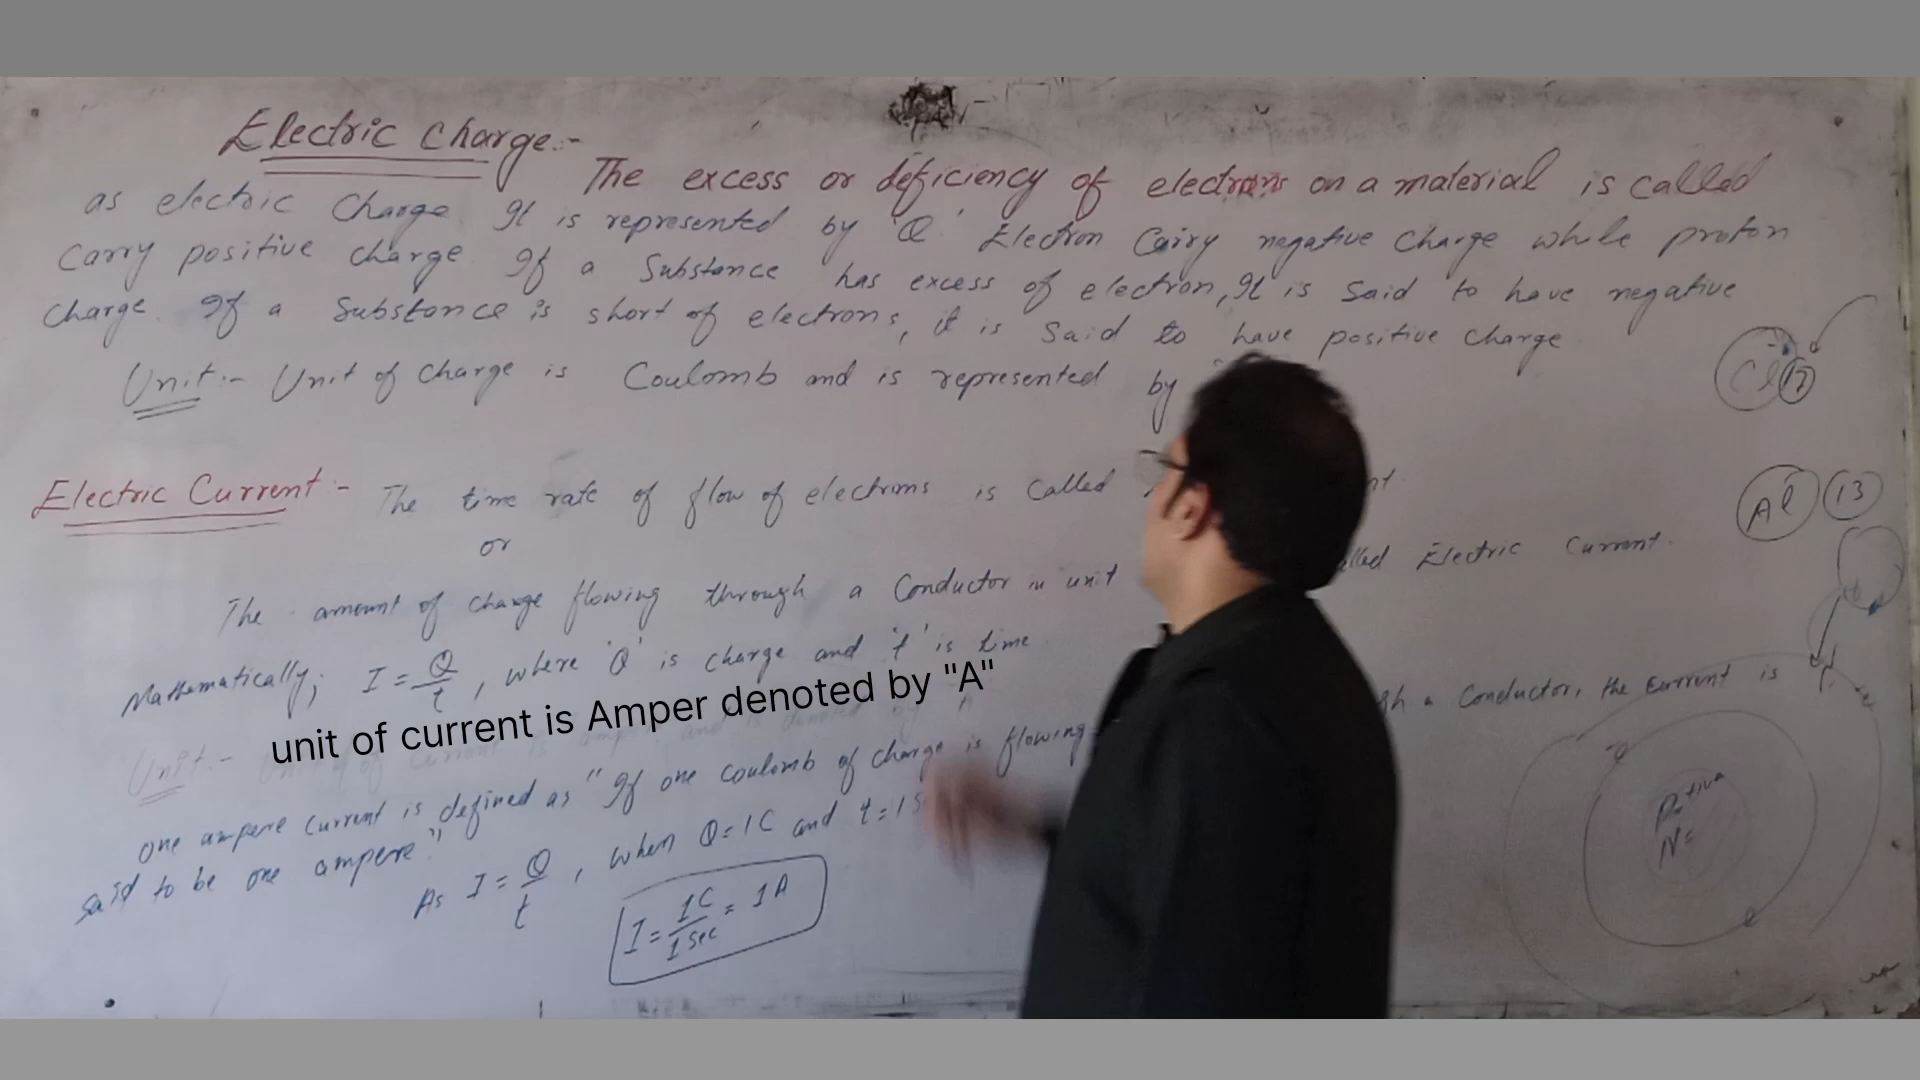 Electric Charge:-
The excess or deficiency of electrons on a material is called
as electric Charge. It is represented by 'Q'. Electron Carry negative Charge while proton
Carry positive charge. If a Substance has excess of electron, It is Said to have negative
Charge. If a Substance is short of electrons, it is Said to have positive Charge
Unit:- Unit of Charge is Coulomb and is represented by
Cl 17
Electric Current:- The time rate of flow of electrons is Called
Al 13
or
The amount of charge flowing through a Conductor in unit Electric Current.
Mathematically; I = Q/t, where 'Q' is charge and 't' is time
unit of current is Amper denoted by "A"
Unit:-
one ampere current is defined as "If one coulomb of charge is flowing a Conductor, the current is
said to be one ampere."
As I = Q/t, when Q=1C and t=1
I = 1C/1sec = 1A
N=